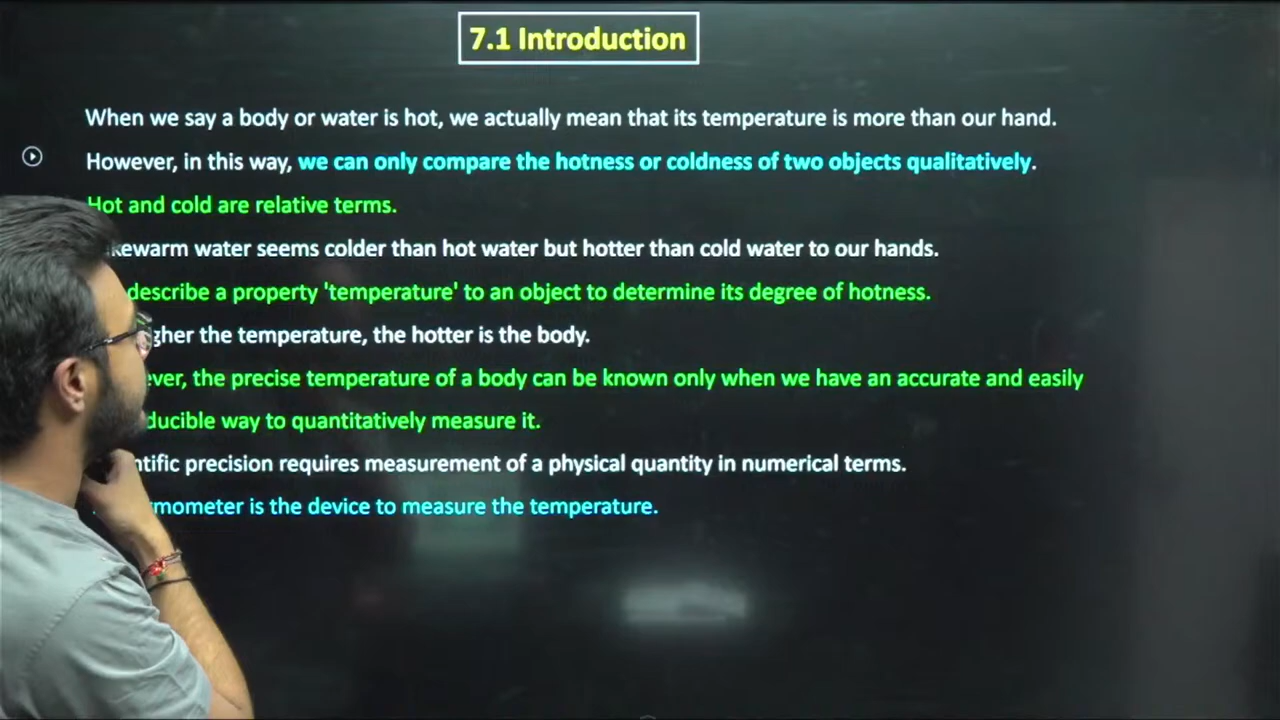 7.1 Introduction
When we say a body or water is hot, we actually mean that its temperature is more than our hand.
However, in this way, we can only compare the hotness or coldness of two objects qualitatively.
Hot and cold are relative terms.
water seems colder than hot water but hotter than cold water to our hands.
describe a property 'temperature' to an object to determine its degree of hotness.
the temperature, the hotter is the body.
the precise temperature of a body can be known only when we have an accurate and easily
way to quantitatively measure it.
precision requires measurement of a physical quantity in numerical terms.
is the device to measure the temperature.